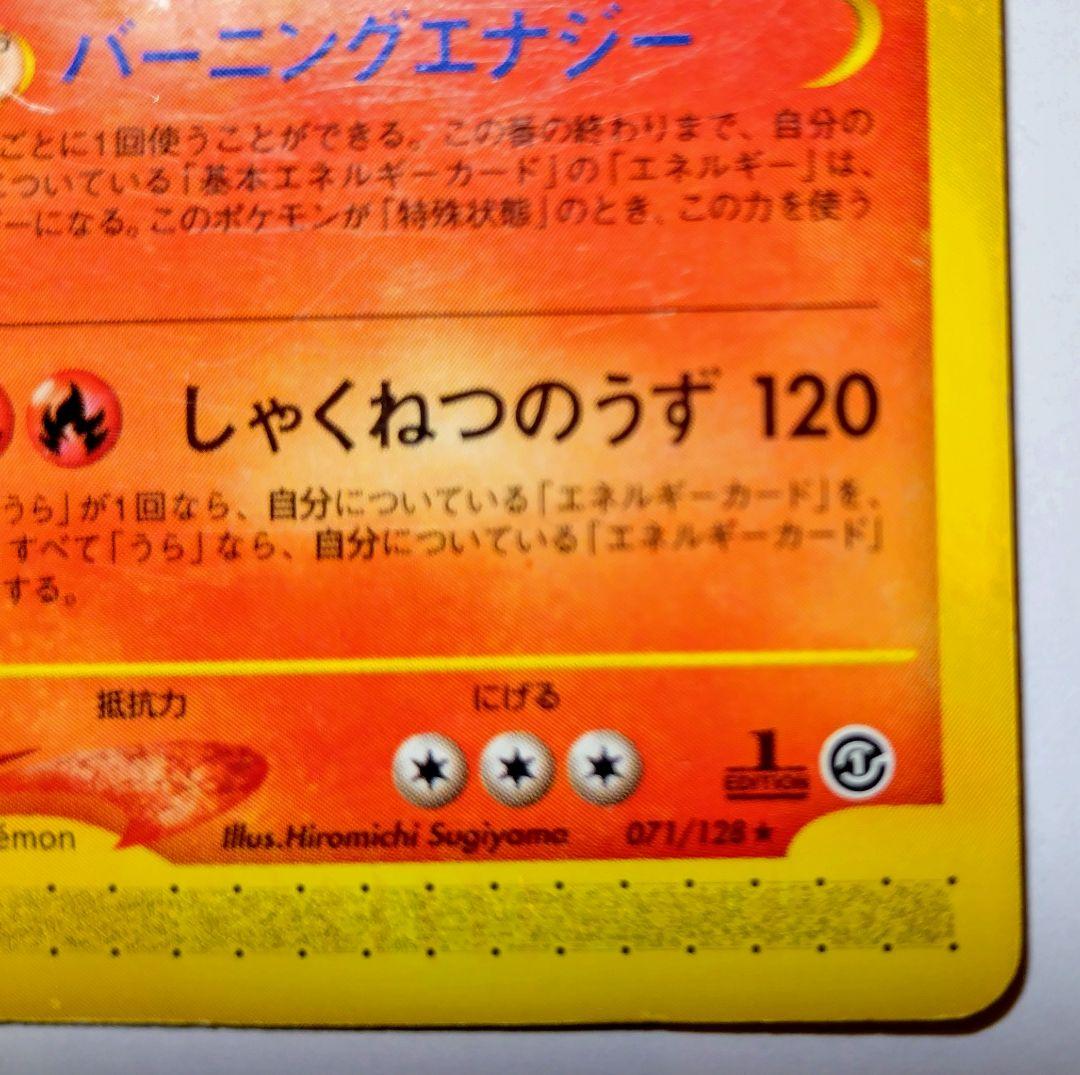 バーニングエナジー
ごとに1回使うことができる。この番の終わりまで、自分の
についている「基本エネルギーカード」の「エネルギー」は、
ーになる。このポケモンが「特殊状態」のとき、この力を使う
しゃくねつのうず 120
うら」が1回なら、自分についている「エネルギーカード」を、
すべて「うら」なら、自分についている「エネルギーカード」
する。
抵抗力 にげる
1
EDITION
émon Illus.Hiromichi Sugiyama 071/128★